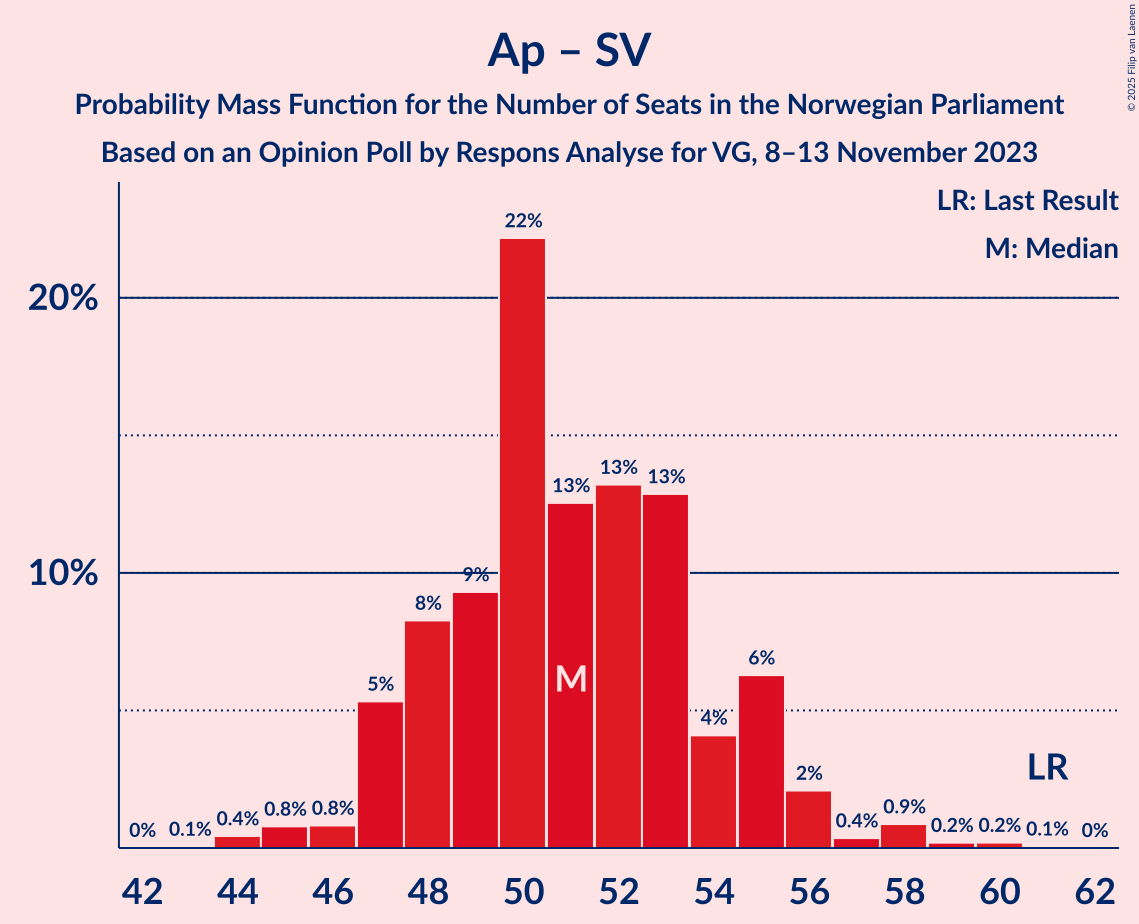 Ap – SV
Probability Mass Function for the Number of Seats in the Norwegian Parliament
Based on an Opinion Poll by Respons Analyse for VG, 8–13 November 2023
© 2025 Filip van Laenen
LR: Last Result
M: Median
20%
10%
0%
0.1%
0.4%
0.8%
0.8%
5%
8%
9%
22%
13%
13%
13%
4%
6%
2%
0.4%
0.9%
0.2%
0.2%
0.1%
0%
M
LR
42 44 46 48 50 52 54 56 58 60 62